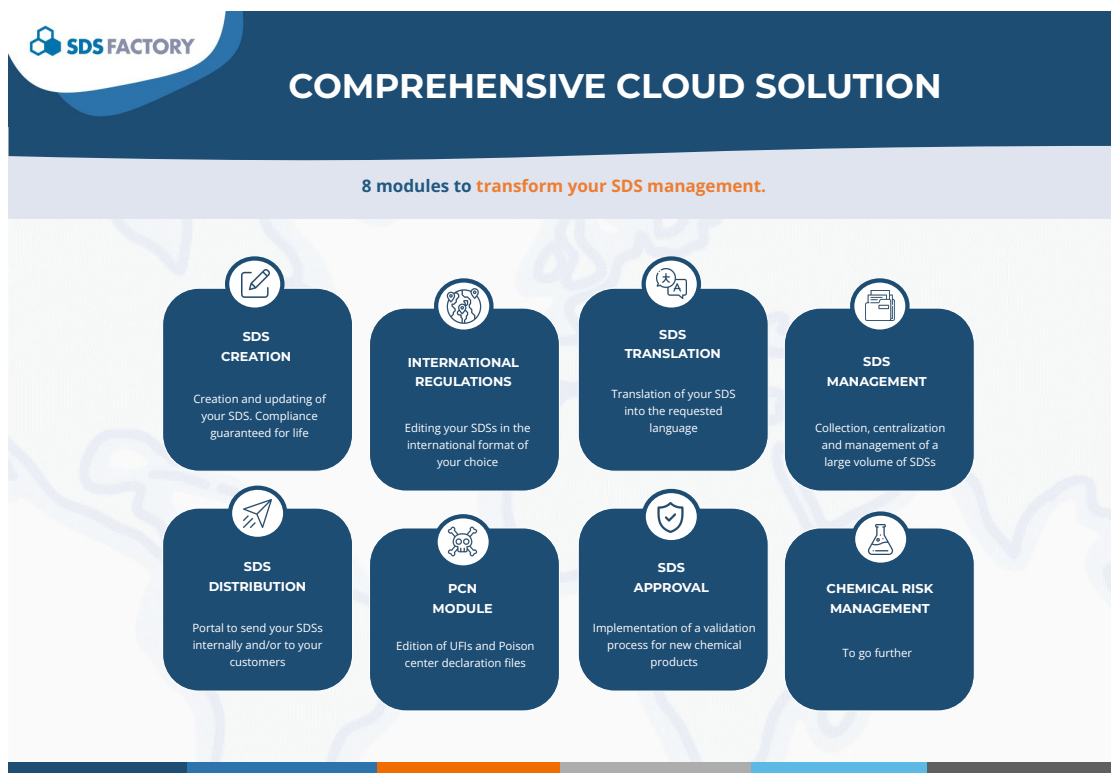 SDS FACTORY
COMPREHENSIVE CLOUD SOLUTION
8 modules to transform your SDS management.
SDS
CREATION
Creation and updating of
your SDS. Compliance
guaranteed for life
INTERNATIONAL
REGULATIONS
Editing your SDSs in the
international format of
your choice
SDS
TRANSLATION
Translation of your SDS
into the requested
language
SDS
MANAGEMENT
Collection, centralization
and management of a
large volume of SDSs
SDS
DISTRIBUTION
Portal to send your SDSs
internally and/or to your
customers
PCN
MODULE
Edition of UFIs and Poison
center declaration files
SDS
APPROVAL
Implementation of a validation
process for new chemical
products
CHEMICAL RISK
MANAGEMENT
To go further